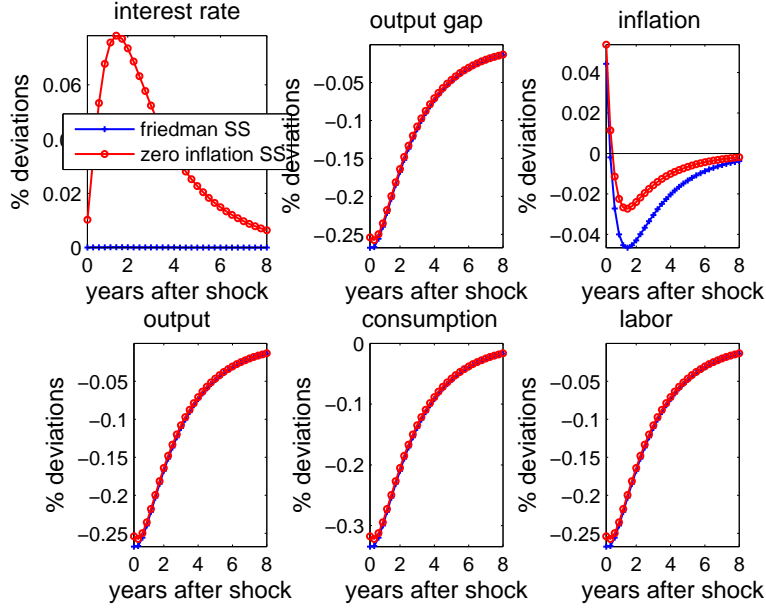 interest rate
% deviations
0.06
0.04
0.02
0
0 2 4 6 8
years after shock
friedman SS
zero inflation SS
output gap
% deviations
−0.05
−0.1
−0.15
−0.2
−0.25
0 2 4 6 8
years after shock
inflation
% deviations
0.04
0.02
0
−0.02
−0.04
0 2 4 6 8
years after shock
output
% deviations
−0.05
−0.1
−0.15
−0.2
−0.25
0 2 4 6 8
years after shock
consumption
% deviations
0
−0.1
−0.2
−0.3
0 2 4 6 8
years after shock
labor
% deviations
−0.05
−0.1
−0.15
−0.2
−0.25
0 2 4 6 8
years after shock